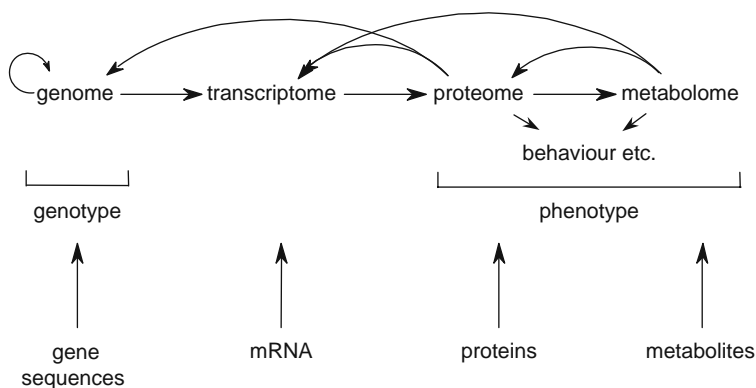 genome
transcriptome
proteome
metabolome
behaviour etc.
genotype
phenotype
gene
sequences
mRNA
proteins
metabolites